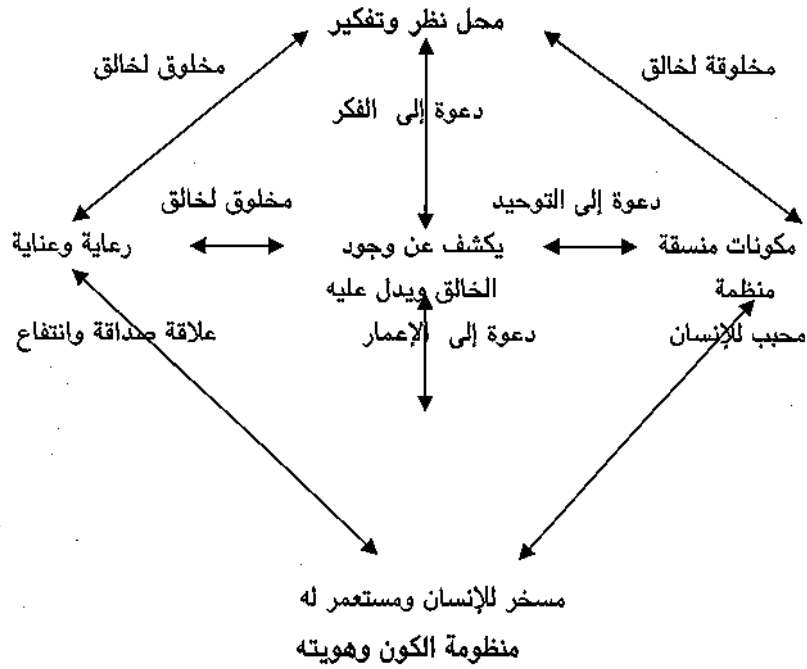 محل نظر وتفكير
مخلوقة لخالق
مخلوق لخالق
دعوة إلى الفكر
دعوة إلى التوحيد
مخلوق لخالق
مكونات منسقة
يكشف عن وجود
رعاية وعناية
منظمة
الخالق ويدل عليه
محبب للإنسان
دعوة إلى الإعمار
علاقة صداقة وانتفاع
مسخر للإنسان ومستعمر له
منظومة الكون وهويته